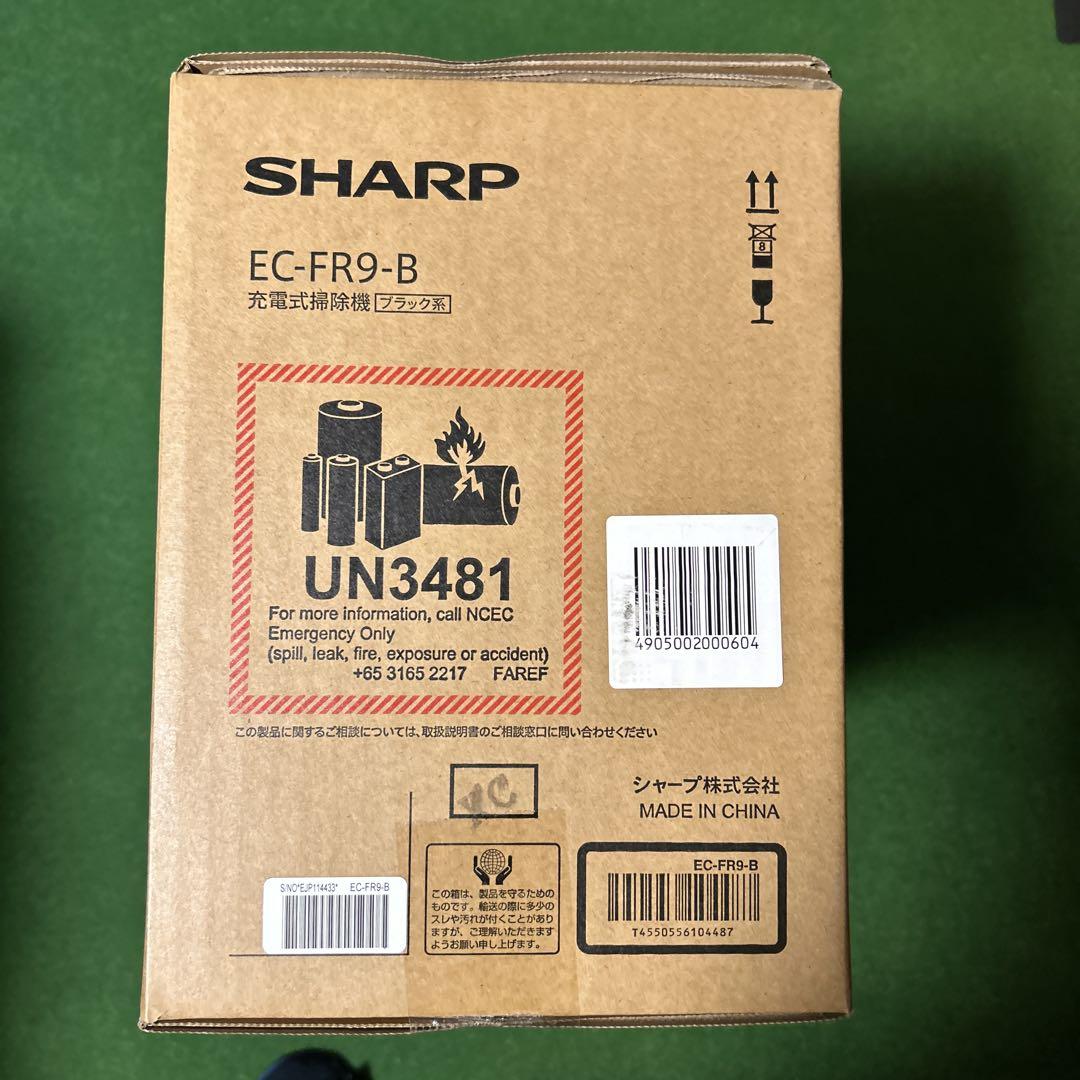 SHARP
EC-FR9-B
充電式掃除機 ブラック系
8
UN3481
For more information, call NCEC
Emergency Only
(spill, leak, fire, exposure or accident)
+65 3165 2217 FAREF
4905002000604
この製品に関するご相談については、取扱説明書のご相談窓口に問い合わせください
シャープ株式会社
MADE IN CHINA
S/NO*EJP114433* EC-FR9-B
この箱は、製品を守るための
ものです。輸送の際に多少の
スレや汚れが付くことがあり
ますが、ご理解いただきます
ようお願い申し上げます。
EC-FR9-B
T4550556104487